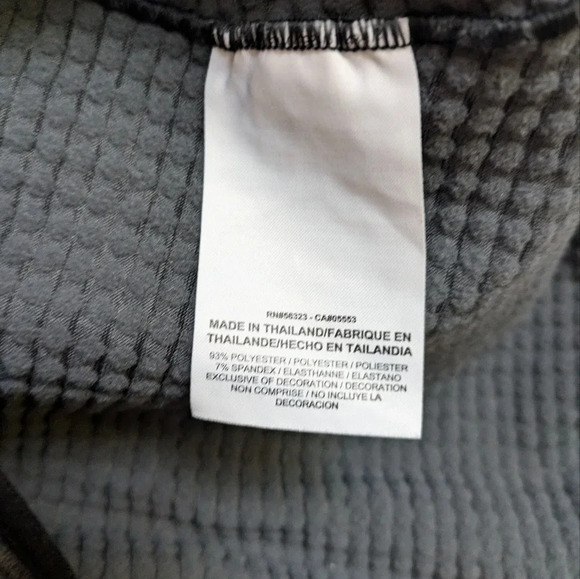 RN#56323 - CA#05553
MADE IN THAILAND/FABRIQUE EN
THAILANDE/HECHO EN TAILANDIA
93% POLYESTER / POLYESTER / POLIESTER
7% SPANDEX / ELASTHANNE / ELASTANO
EXCLUSIVE OF DECORATION / DECORATION
NON COMPRISE / NO INCLUYE LA
DECORACION